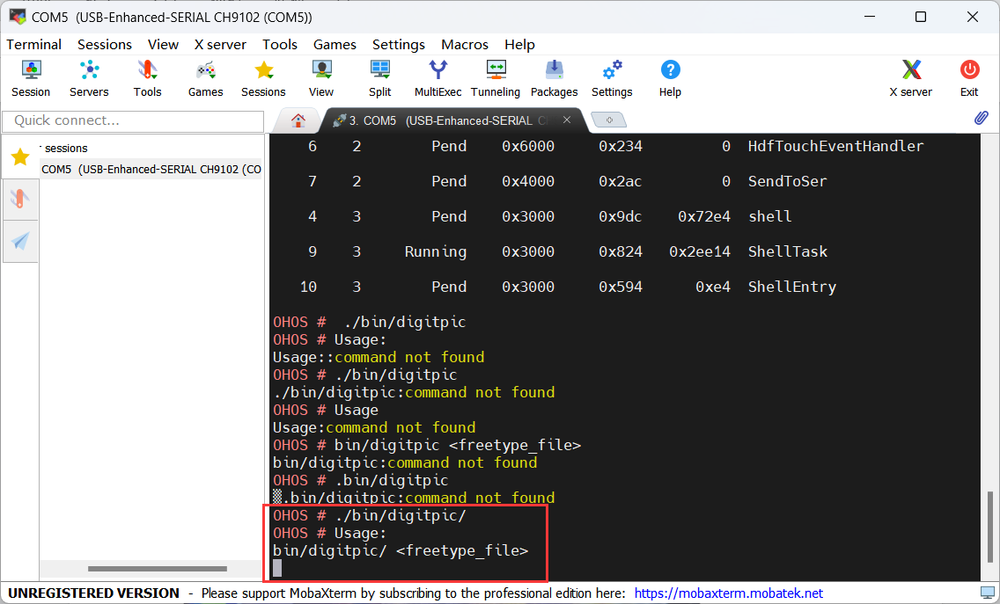 COM5 (USB-Enhanced-SERIAL CH9102 (COM5))
Terminal Sessions View X server Tools Games Settings Macros Help
Session Servers Tools Games Sessions View Split MultiExec Tunneling Packages Settings Help X server Exit
Quick connect...
3. COM5 (USB-Enhanced-SERIAL C
sessions
COM5 (USB-Enhanced-SERIAL CH9102 (CO
6 2 Pend 0x6000 0x234 0 HdfTouchEventHandler
7 2 Pend 0x4000 0x2ac 0 SendToSer
4 3 Pend 0x3000 0x9dc 0x72e4 shell
9 3 Running 0x3000 0x824 0x2ee14 ShellTask
10 3 Pend 0x3000 0x594 0xe4 ShellEntry
OHOS # ./bin/digitpic
OHOS # Usage:
Usage::command not found
OHOS # ./bin/digitpic
./bin/digitpic:command not found
OHOS # Usage
Usage:command not found
OHOS # bin/digitpic <freetype_file>
bin/digitpic:command not found
OHOS # .bin/digitpic
▒.bin/digitpic:command not found
OHOS # ./bin/digitpic/
OHOS # Usage:
bin/digitpic/ <freetype_file>
UNREGISTERED VERSION - Please support MobaXterm by subscribing to the professional edition here: https://mobaxterm.mobatek.net